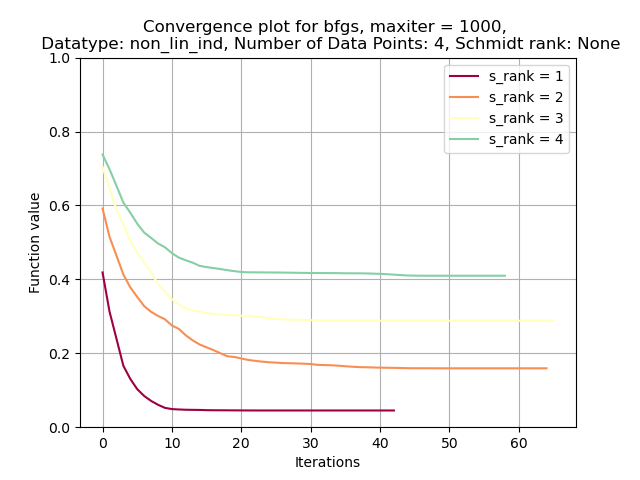 Convergence plot for bfgs, maxiter = 1000,
Datatype: non_lin_ind, Number of Data Points: 4, Schmidt rank: None
s_rank = 1
s_rank = 2
s_rank = 3
s_rank = 4
Function value
1.0
0.8
0.6
0.4
0.2
0.0
0 10 20 30 40 50 60
Iterations